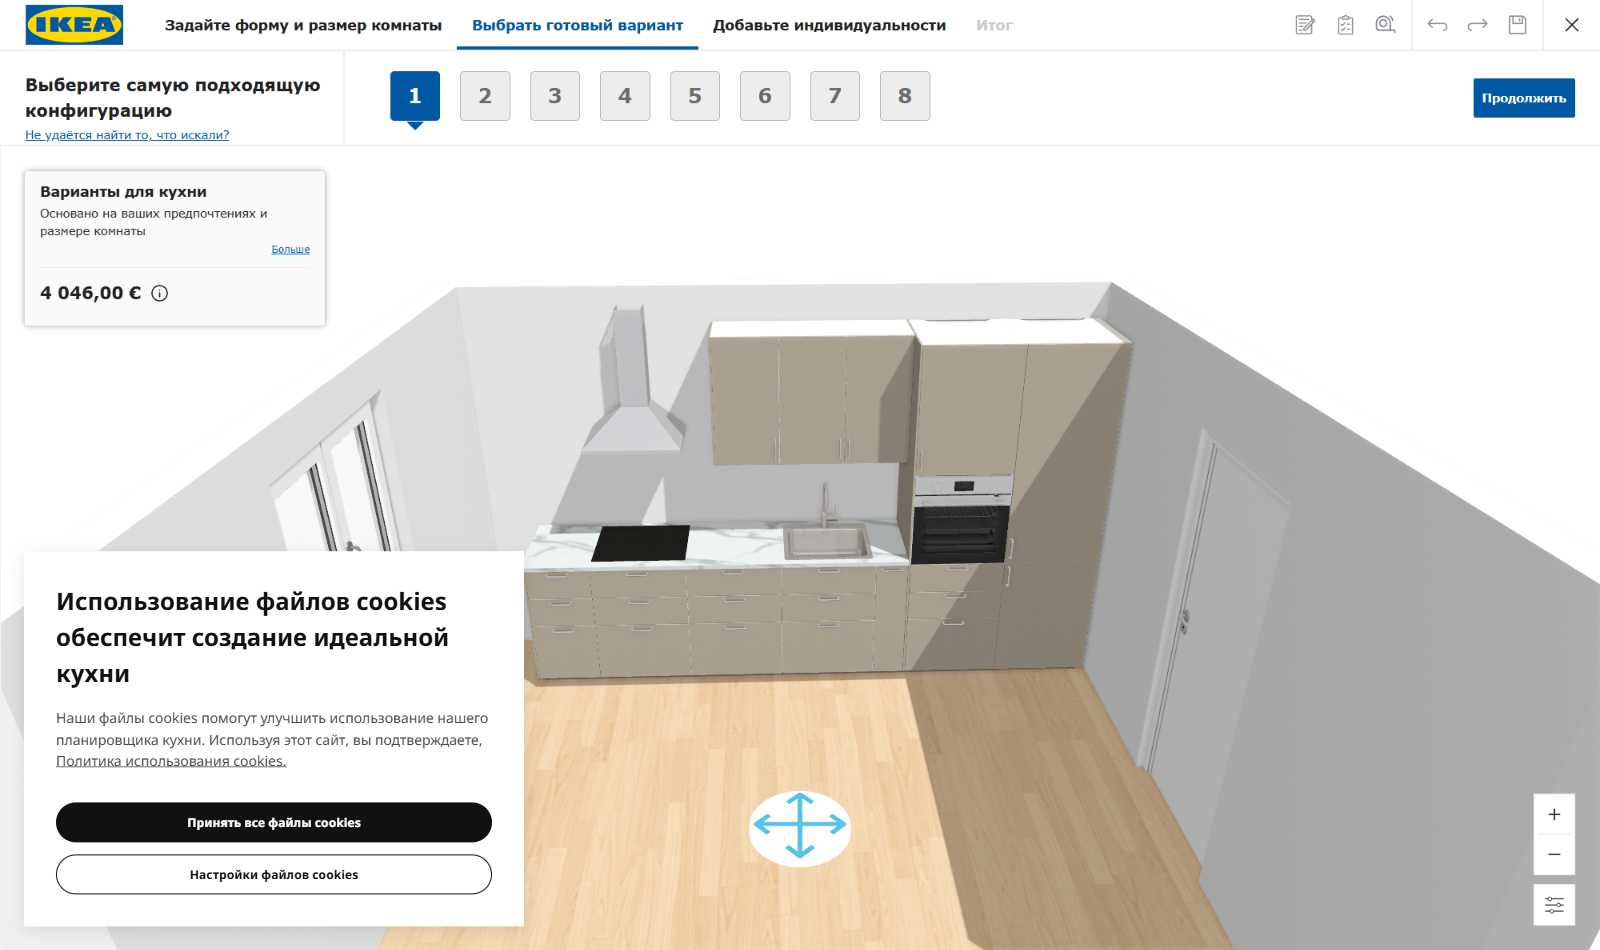 IKEA
Задайте форму и размер комнаты
Выбрать готовый вариант
Добавьте индивидуальности
Итог
Выберите самую подходящую
конфигурацию
Не удаётся найти то, что искали?
1
2
3
4
5
6
7
8
Продолжить
Варианты для кухни
Основано на ваших предпочтениях и
размере комнаты
Больше
4 046,00 €
Использование файлов cookies
обеспечит создание идеальной
кухни
Наши файлы cookies помогут улучшить использование нашего
планировщика кухни. Используя этот сайт, вы подтверждаете,
Политика использования cookies.
Принять все файлы cookies
Настройки файлов cookies